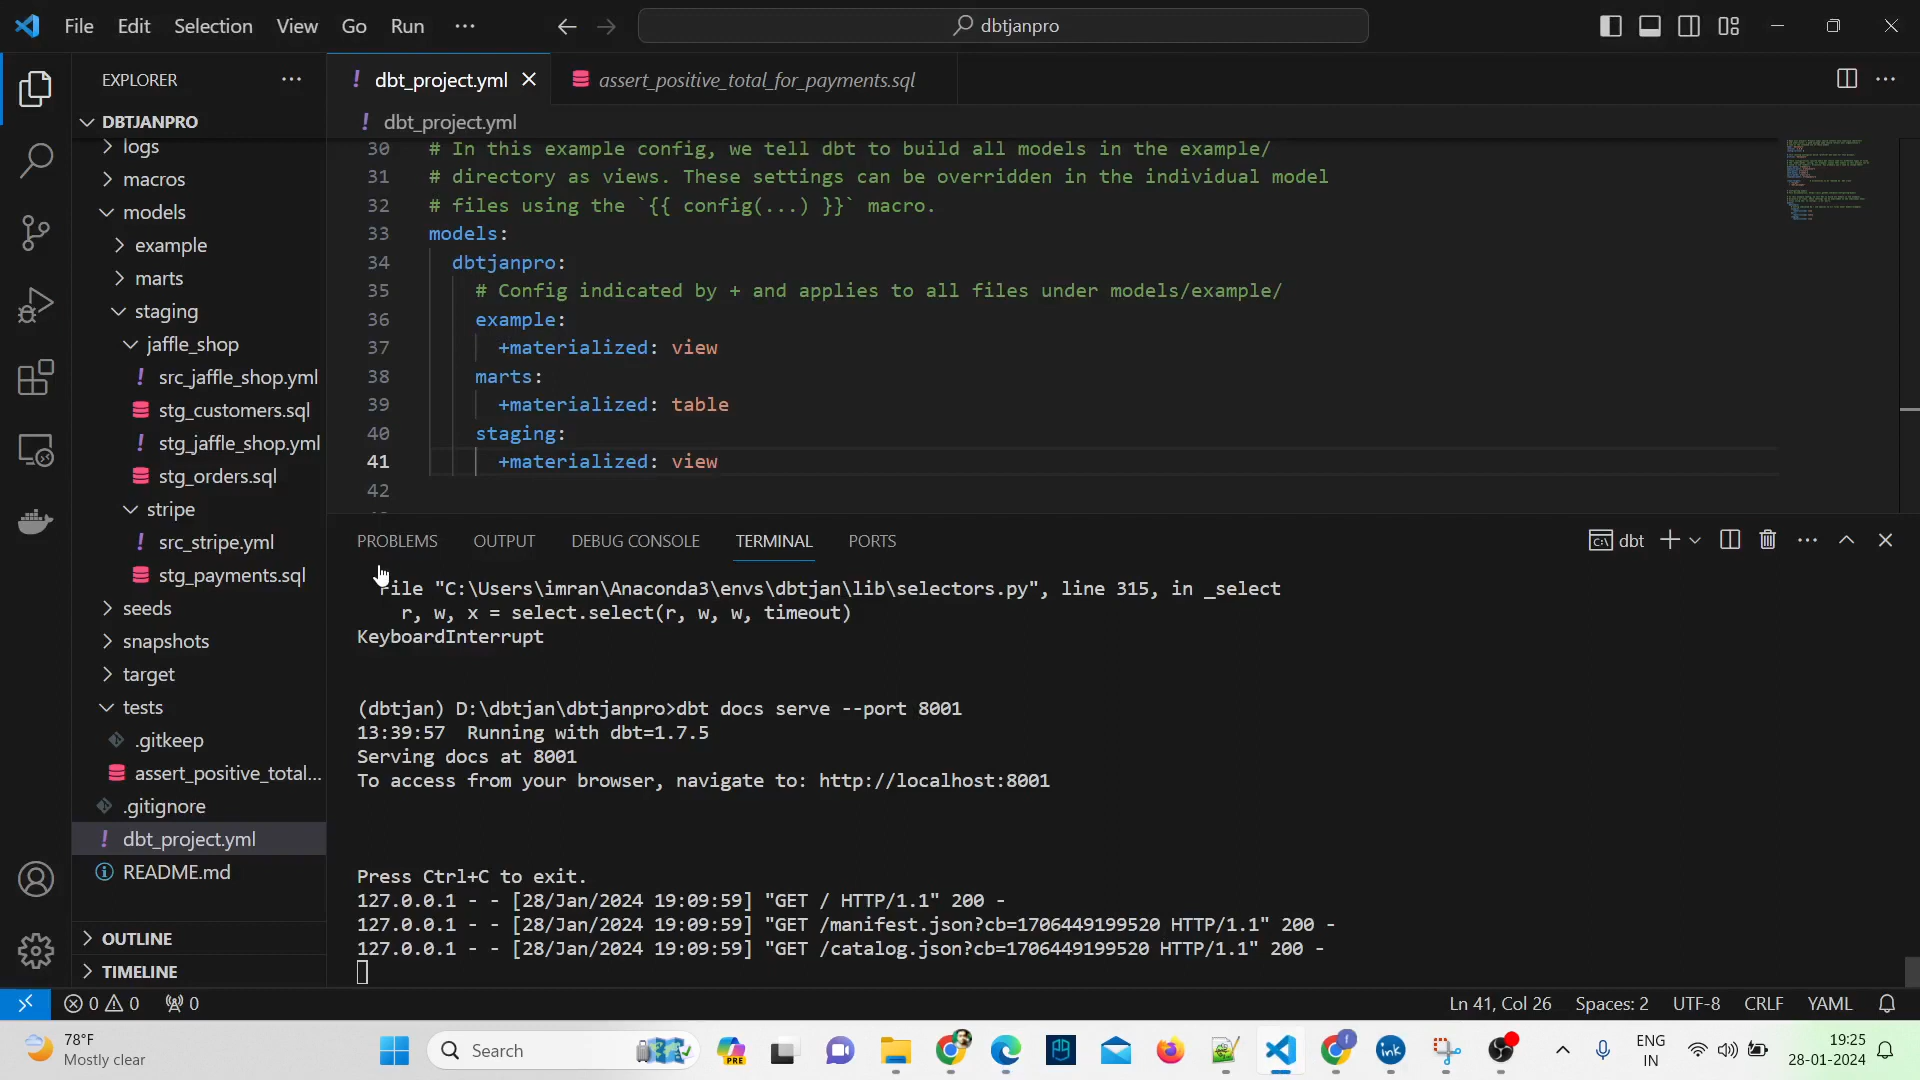 File Edit Selection View Go Run ··· dbtjanpro
EXPLORER ···
DBTJANPRO
logs
macros
models
example
marts
staging
jaffle_shop
! src_jaffle_shop.yml
stg_customers.sql
! stg_jaffle_shop.yml
stg_orders.sql
stripe
! src_stripe.yml
stg_payments.sql
seeds
snapshots
target
tests
.gitkeep
assert_positive_total...
.gitignore
! dbt_project.yml
README.md
OUTLINE
TIMELINE
! dbt_project.yml assert_positive_total_for_payments.sql
! dbt_project.yml
30 # In this example config, we tell dbt to build all models in the example/
31 # directory as views. These settings can be overridden in the individual model
32 # files using the `{{ config(...) }}` macro.
33 models:
34 dbtjanpro:
35 # Config indicated by + and applies to all files under models/example/
36 example:
37 +materialized: view
38 marts:
39 +materialized: table
40 staging:
41 +materialized: view
42
PROBLEMS OUTPUT DEBUG CONSOLE TERMINAL PORTS dbt
File "C:\Users\imran\Anaconda3\envs\dbtjan\lib\selectors.py", line 315, in _select
r, w, x = select.select(r, w, w, timeout)
KeyboardInterrupt
(dbtjan) D:\dbtjan\dbtjanpro>dbt docs serve --port 8001
13:39:57 Running with dbt=1.7.5
Serving docs at 8001
To access from your browser, navigate to: http://localhost:8001
Press Ctrl+C to exit.
127.0.0.1 - - [28/Jan/2024 19:09:59] "GET / HTTP/1.1" 200 -
127.0.0.1 - - [28/Jan/2024 19:09:59] "GET /manifest.json?cb=1706449199520 HTTP/1.1" 200 -
127.0.0.1 - - [28/Jan/2024 19:09:59] "GET /catalog.json?cb=1706449199520 HTTP/1.1" 200 -
0 0 0 Ln 41, Col 26 Spaces: 2 UTF-8 CRLF YAML
78°F
Mostly clear
Search
PRE
ink
ENG
IN
19:25
28-01-2024